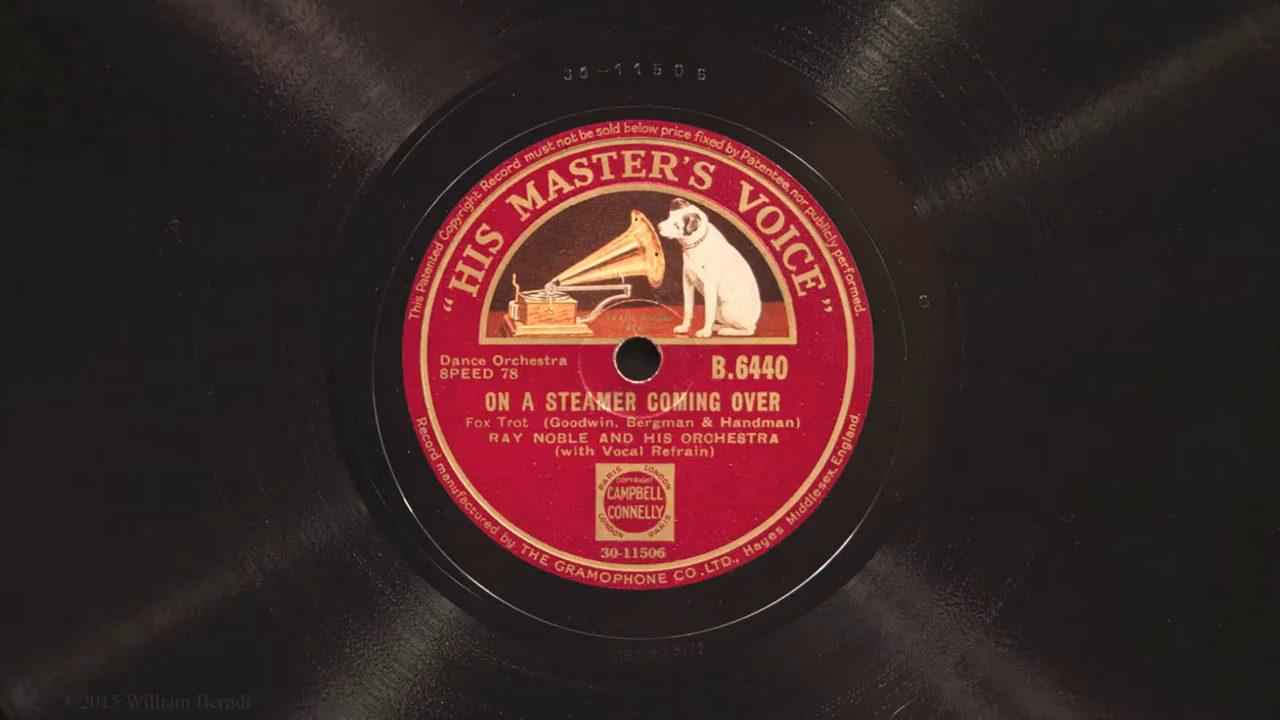 30-11506
This Patented Copyright Record must not be sold below price fixed by Patentee, nor publicly performed.
"HIS MASTER'S VOICE"
Dance Orchestra
SPEED 78
B.6440
ON A STEAMER COMING OVER
Fox Trot (Goodwin, Bergman & Handman)
RAY NOBLE AND HIS ORCHESTRA
(with Vocal Refrain)
PARIS LONDON
COPYRIGHT
CAMPBELL
CONNELLY
LONDON PARIS
30-11506
Record manufactured by THE GRAMOPHONE CO., LTD., Hayes Middlesex, England.
©2015 William Berndt